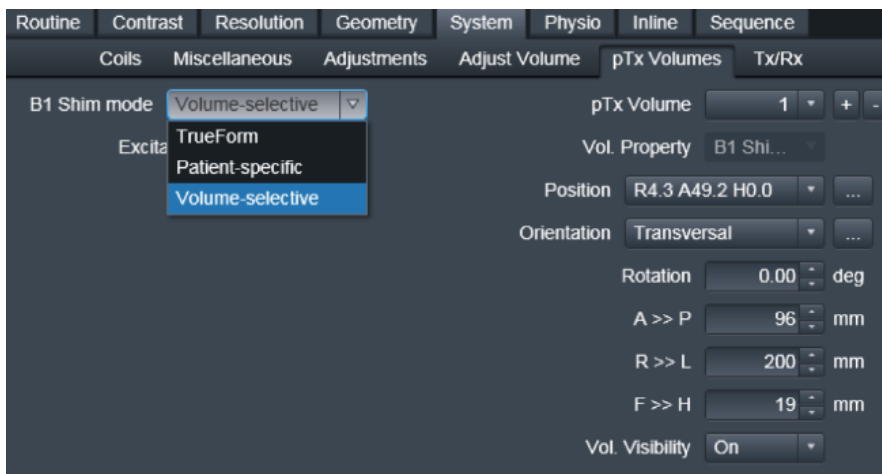 Routine Contrast Resolution Geometry System Physio Inline Sequence
Coils Miscellaneous Adjustments Adjust Volume pTx Volumes Tx/Rx
B1 Shim mode Volume-selective
TrueForm
Patient-specific
Volume-selective
Excita
pTx Volume 1 + -
Vol. Property B1 Shi...
Position R4.3 A49.2 H0.0 ...
Orientation Transversal ...
Rotation 0.00 deg
A >> P 96 mm
R >> L 200 mm
F >> H 19 mm
Vol. Visibility On